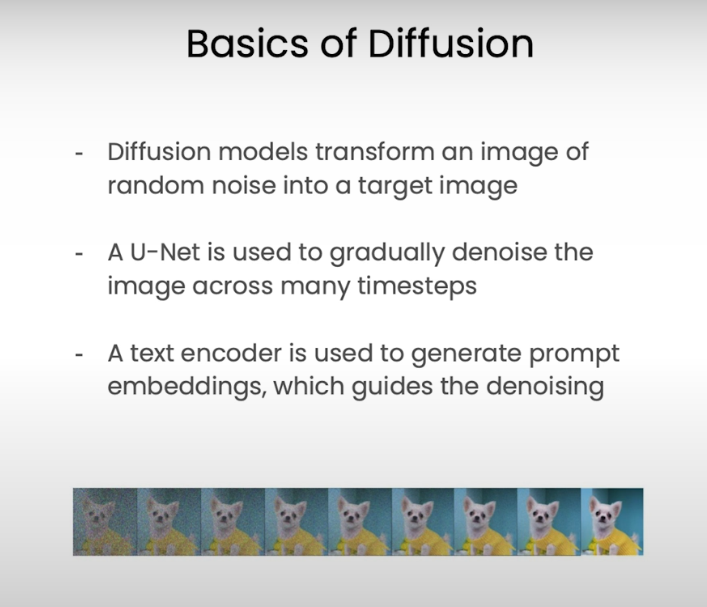 Basics of Diffusion
- Diffusion models transform an image of
random noise into a target image
- A U-Net is used to gradually denoise the
image across many timesteps
- A text encoder is used to generate prompt
embeddings, which guides the denoising